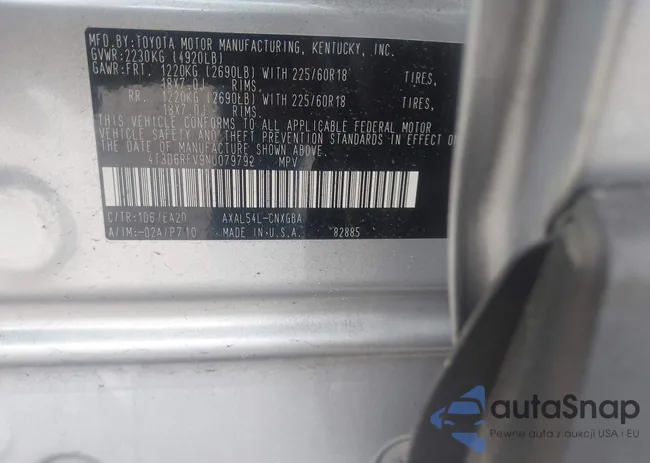 MFD.BY:TOYOTA MOTOR MANUFACTURING, KENTUCKY, INC.
GVWR:2230KG (4920LB)
GAWR:FRT. 1220KG (2690LB) WITH 225/60R18 TIRES,
18X7.0J RIMS,
RR. 1220KG (2690LB) WITH 225/60R18 TIRES,
18X7.0J RIMS,
THIS VEHICLE CONFORMS TO ALL APPLICABLE FEDERAL MOTOR
VEHICLE SAFETY AND THEFT PREVENTION STANDARDS IN EFFECT O
THE DATE OF MANUFACTURE SHOWN ABOVE.
4T3D6RFV9NU079792 MPV
C/TR:1D6/EA20 AXAL54L-CNXGBA
A/TM:-02A/P710 MADE IN U.S.A. 82885
autaSnap
Pewne auta z aukcji USA i EU